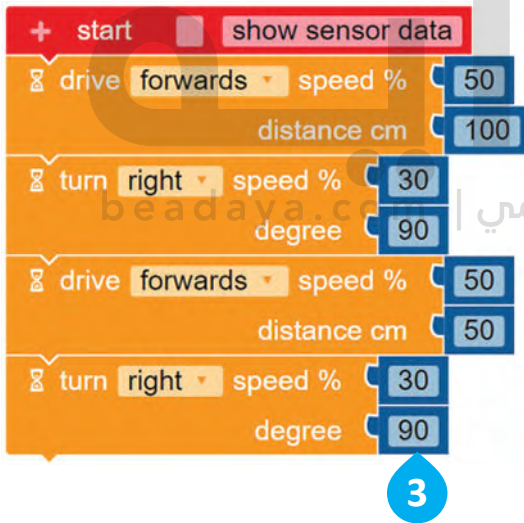 + start show sensor data
drive forwards speed % 50
distance cm 100
turn right speed % 30
beadaya.com |
degree 90
drive forwards speed % 50
distance cm 50
turn right speed % 30
degree 90
3